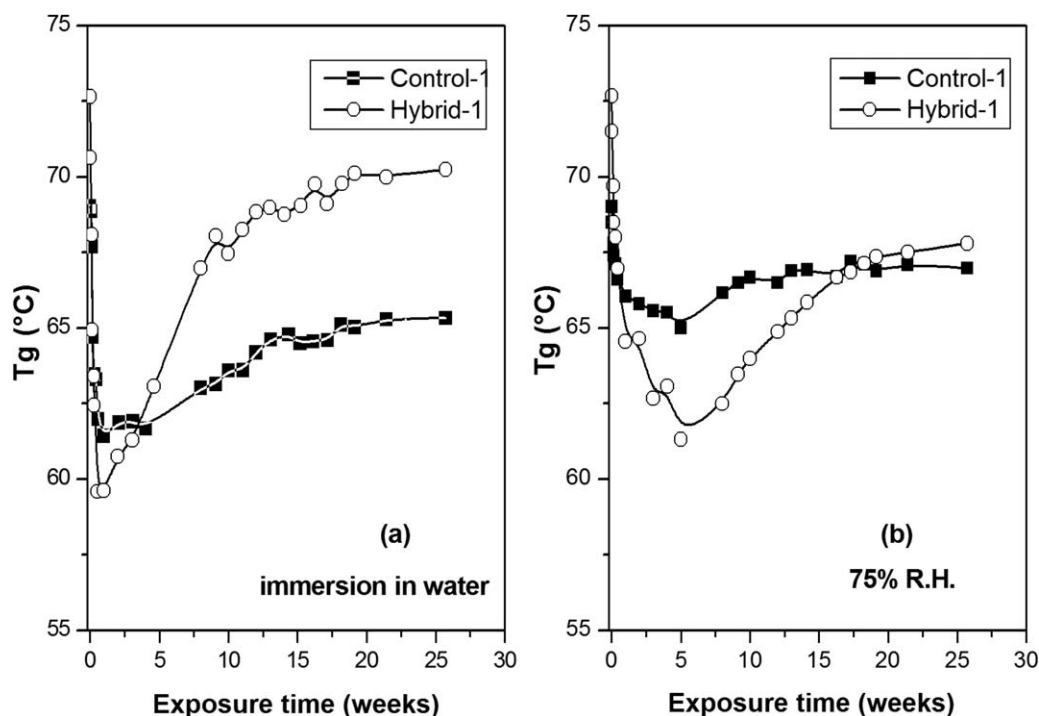 75
70
65
60
55
Tg (°C)
Control-1
Hybrid-1
(a)
immersion in water
0 5 10 15 20 25 30
Exposure time (weeks)
75
70
65
60
55
Tg (°C)
Control-1
Hybrid-1
(b)
75% R.H.
0 5 10 15 20 25 30
Exposure time (weeks)